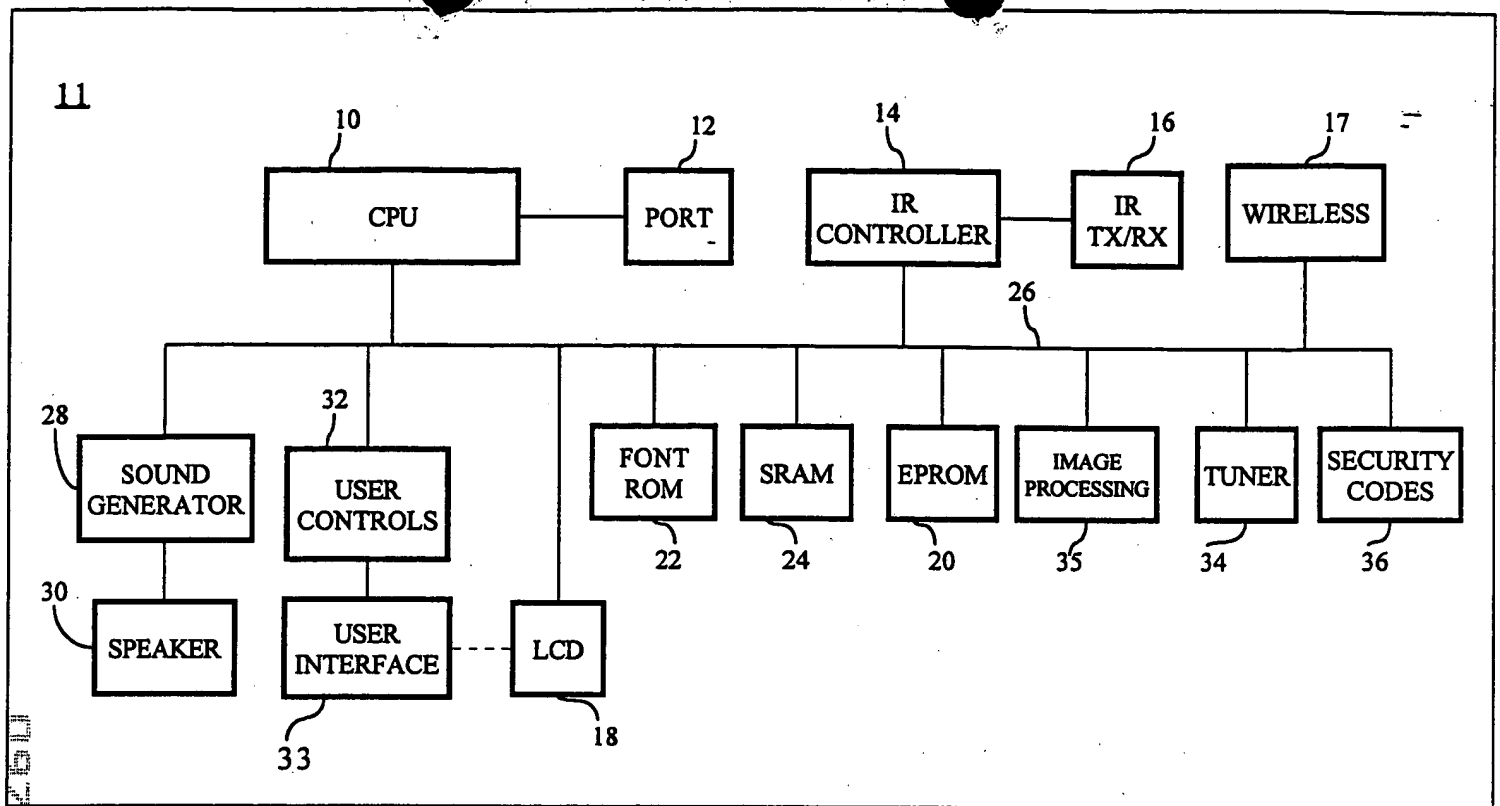 11
10
12
14
16
17
CPU
PORT
IR
CONTROLLER
IR
TX/RX
WIRELESS
26
28
32
SOUND
GENERATOR
USER
CONTROLS
FONT
ROM
SRAM
EPROM
IMAGE
PROCESSING
TUNER
SECURITY
CODES
22
24
20
35
34
36
30
SPEAKER
USER
INTERFACE
LCD
33
18